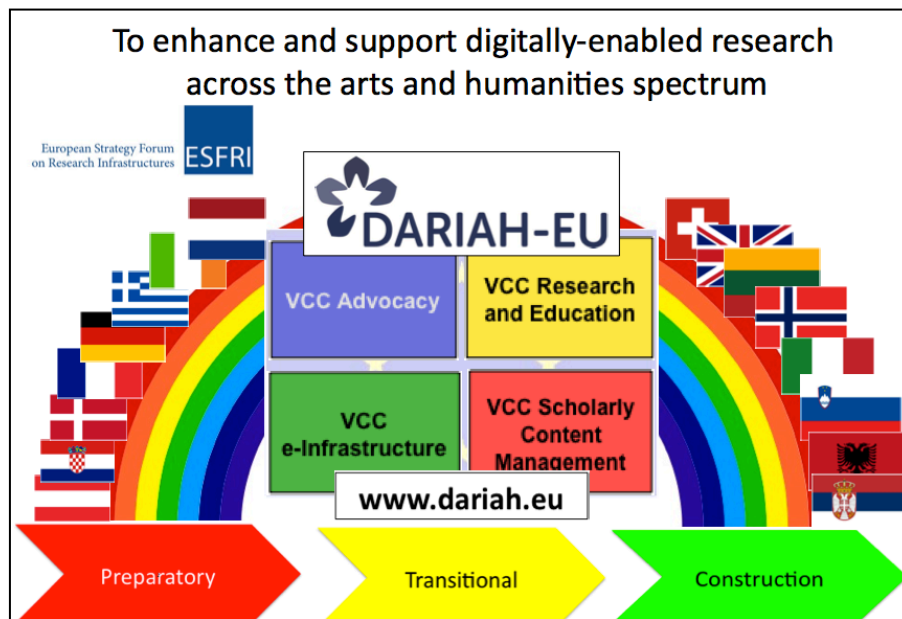 To enhance and support digitally-enabled research
across the arts and humanities spectrum
European Strategy Forum
on Research Infrastructures
ESFRI
DARIAH-EU
VCC Advocacy
VCC Research
and Education
VCC
e-Infrastructure
VCC Scholarly
Content
Management
www.dariah.eu
Preparatory
Transitional
Construction